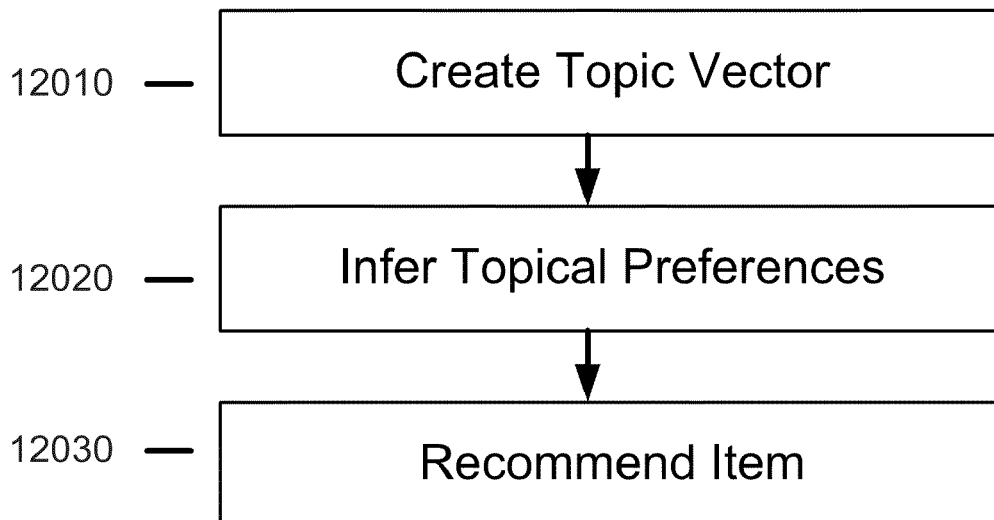 12010 Create Topic Vector
12020 Infer Topical Preferences
12030 Recommend Item